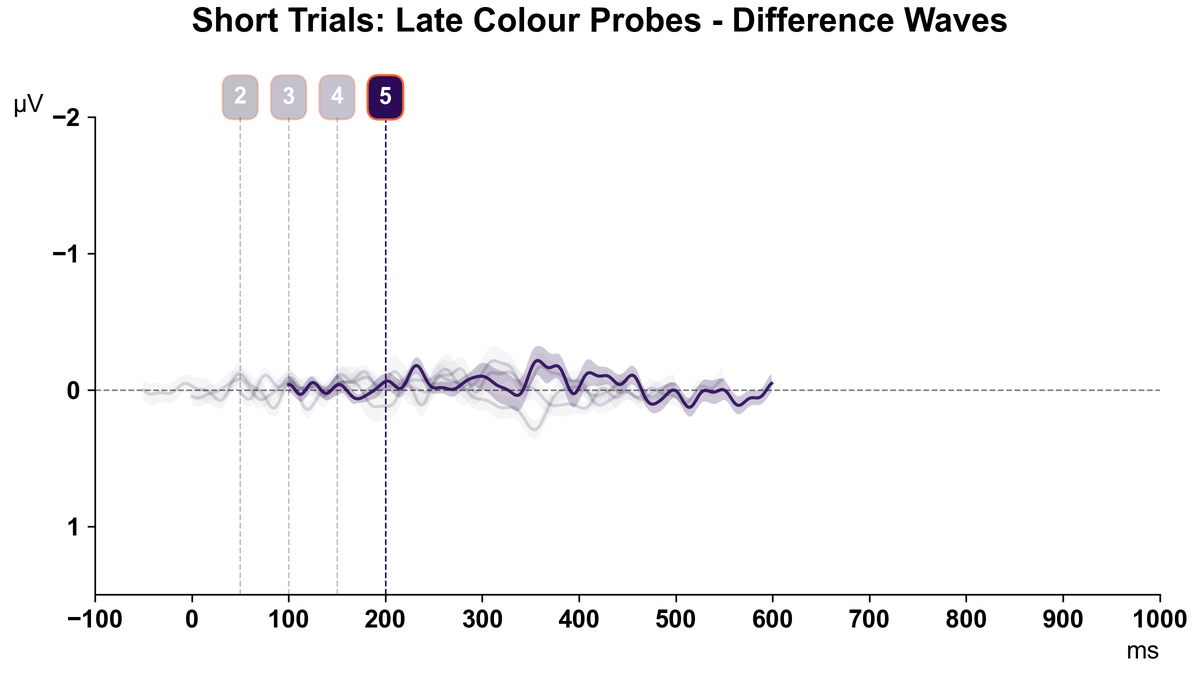 Short Trials: Late Colour Probes - Difference Waves
2 3 4 5
µV
−2
−1
0
1
−100 0 100 200 300 400 500 600 700 800 900 1000
ms